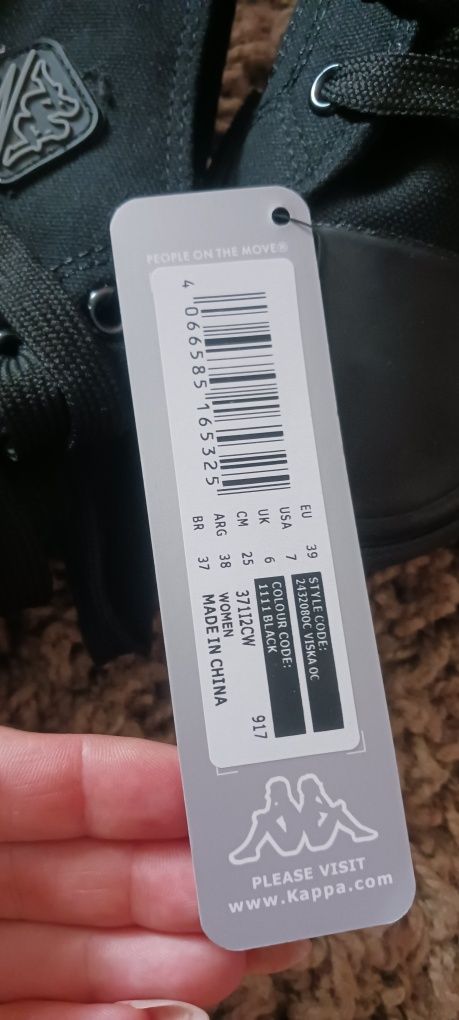 PEOPLE ON THE MOVE®
4 066585 165325
EU 39
USA 7
UK 6
CM 25
ARG 38
BR 37
STYLE CODE:
2432080C VISKA OC
COLOUR CODE:
1111 BLACK
37112CW 917
WOMEN
MADE IN CHINA
PLEASE VISIT
www.Kappa.com